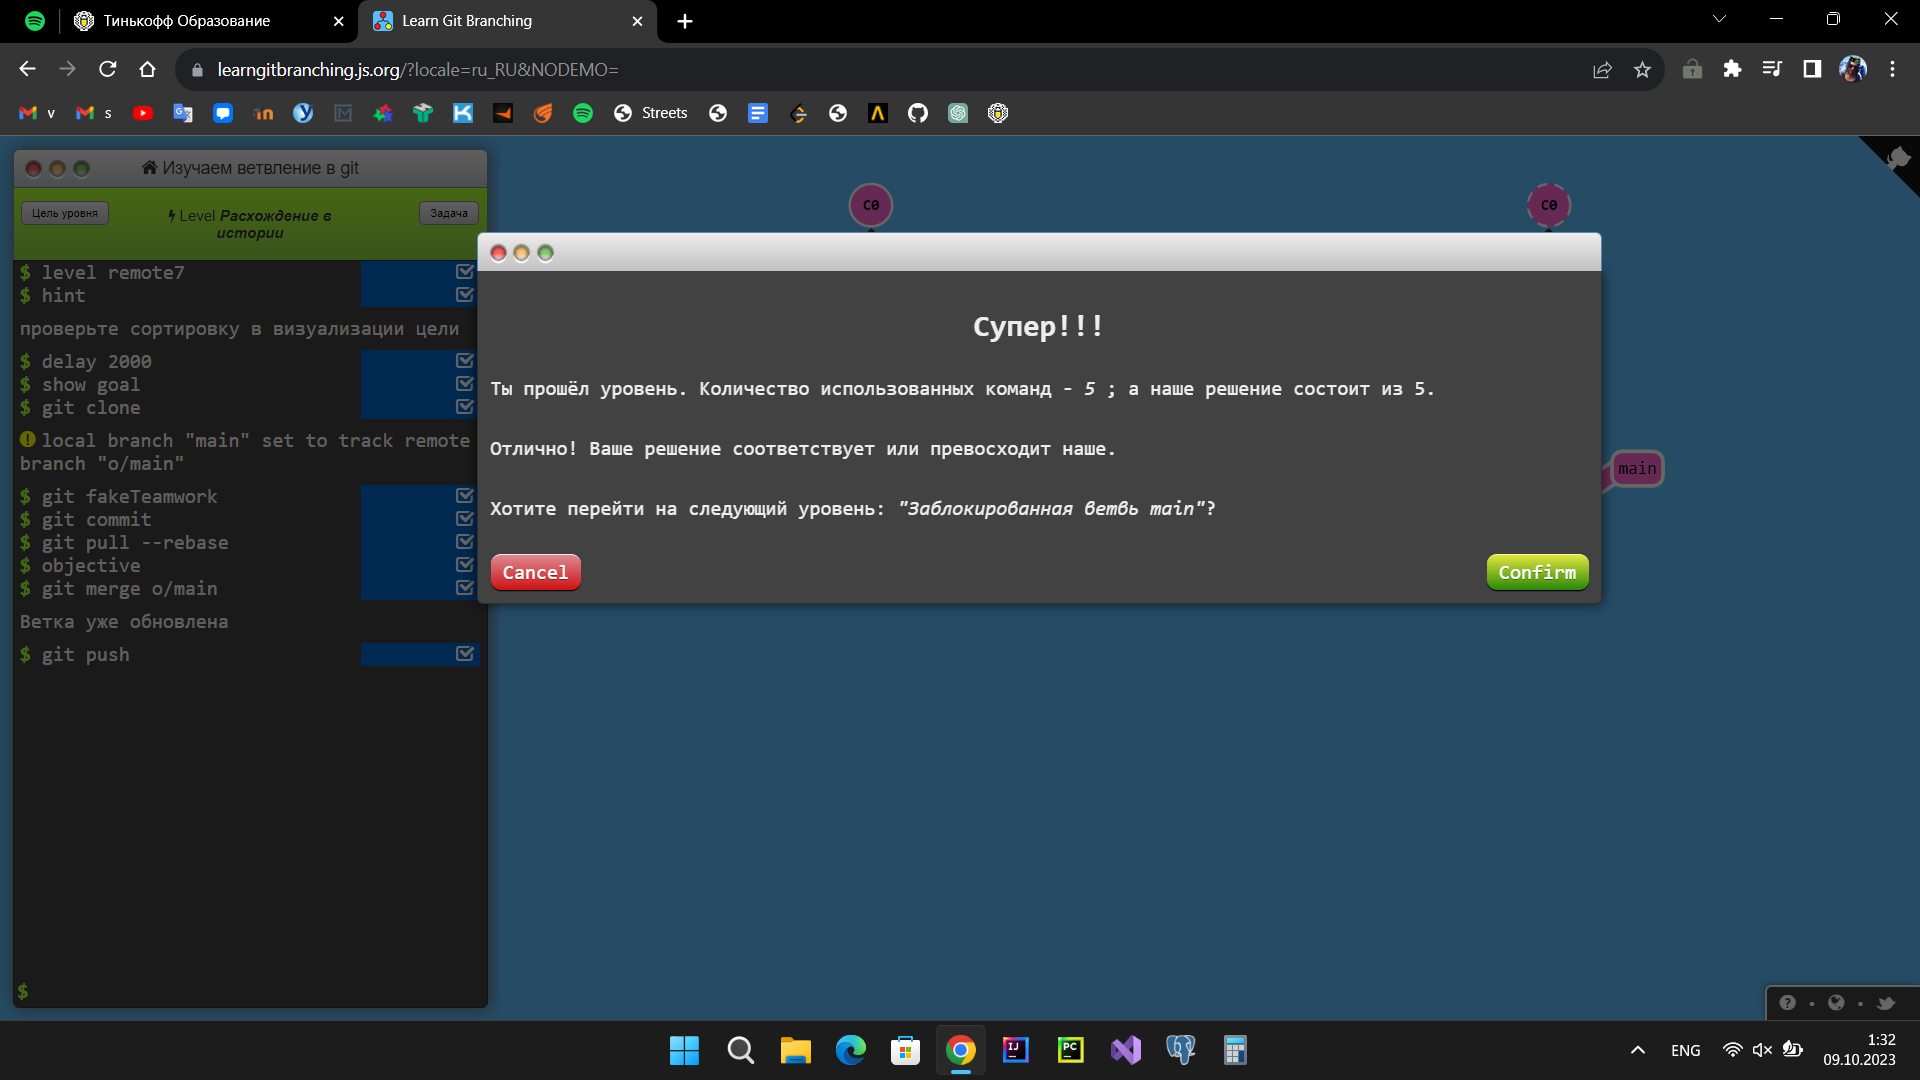 Тинькофф Образование
Learn Git Branching
learngitbranching.js.org/?locale=ru_RU&NODEMO=
v
s
Streets
Изучаем ветвление в git
Цель уровня
Level Расхождение в
истории
Задача
C0
C0
$ level remote7
$ hint
проверьте сортировку в визуализации цели
$ delay 2000
$ show goal
$ git clone
local branch "main" set to track remote
branch "o/main"
$ git fakeTeamwork
$ git commit
$ git pull --rebase
$ objective
$ git merge o/main
Ветка уже обновлена
$ git push
$
Супер!!!
Ты прошёл уровень. Количество использованных команд - 5 ; а наше решение состоит из 5.
Отлично! Ваше решение соответствует или превосходит наше.
Хотите перейти на следующий уровень: "Заблокированная ветвь main"?
Cancel
Confirm
main
IJ
PC
ENG
1:32
09.10.2023